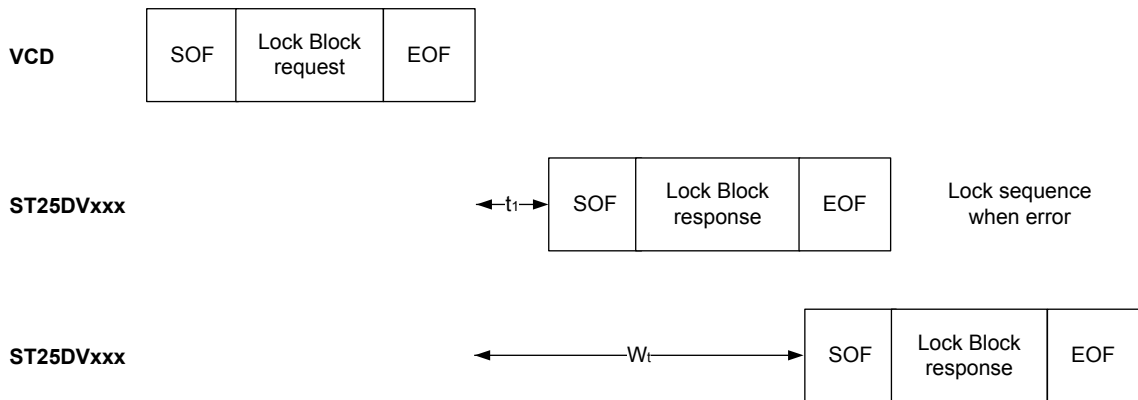 VCD
SOF
Lock Block
request
EOF
ST25DVxxx
t1
SOF
Lock Block
response
EOF
Lock sequence
when error
ST25DVxxx
Wt
SOF
Lock Block
response
EOF